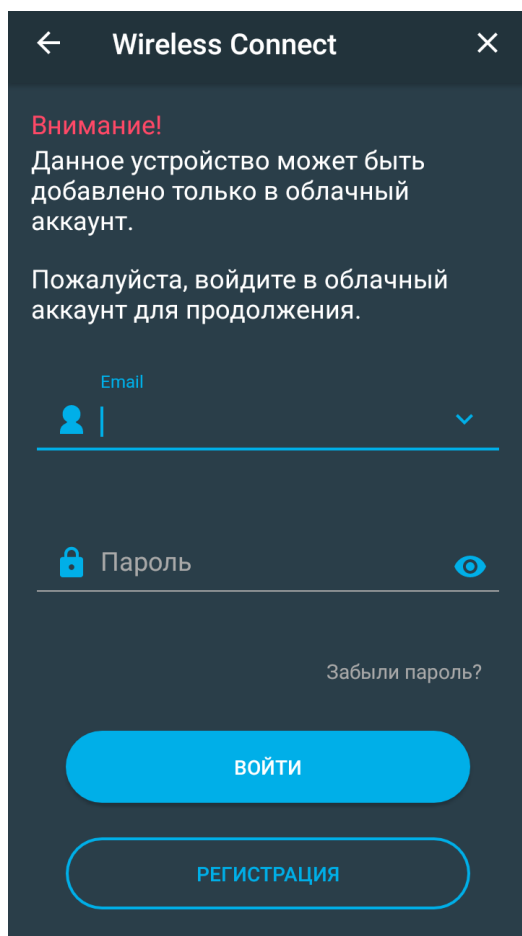 Wireless Connect
Внимание!
Данное устройство может быть
добавлено только в облачный
аккаунт.
Пожалуйста, войдите в облачный
аккаунт для продолжения.
Email
Пароль
Забыли пароль?
ВОЙТИ
РЕГИСТРАЦИЯ